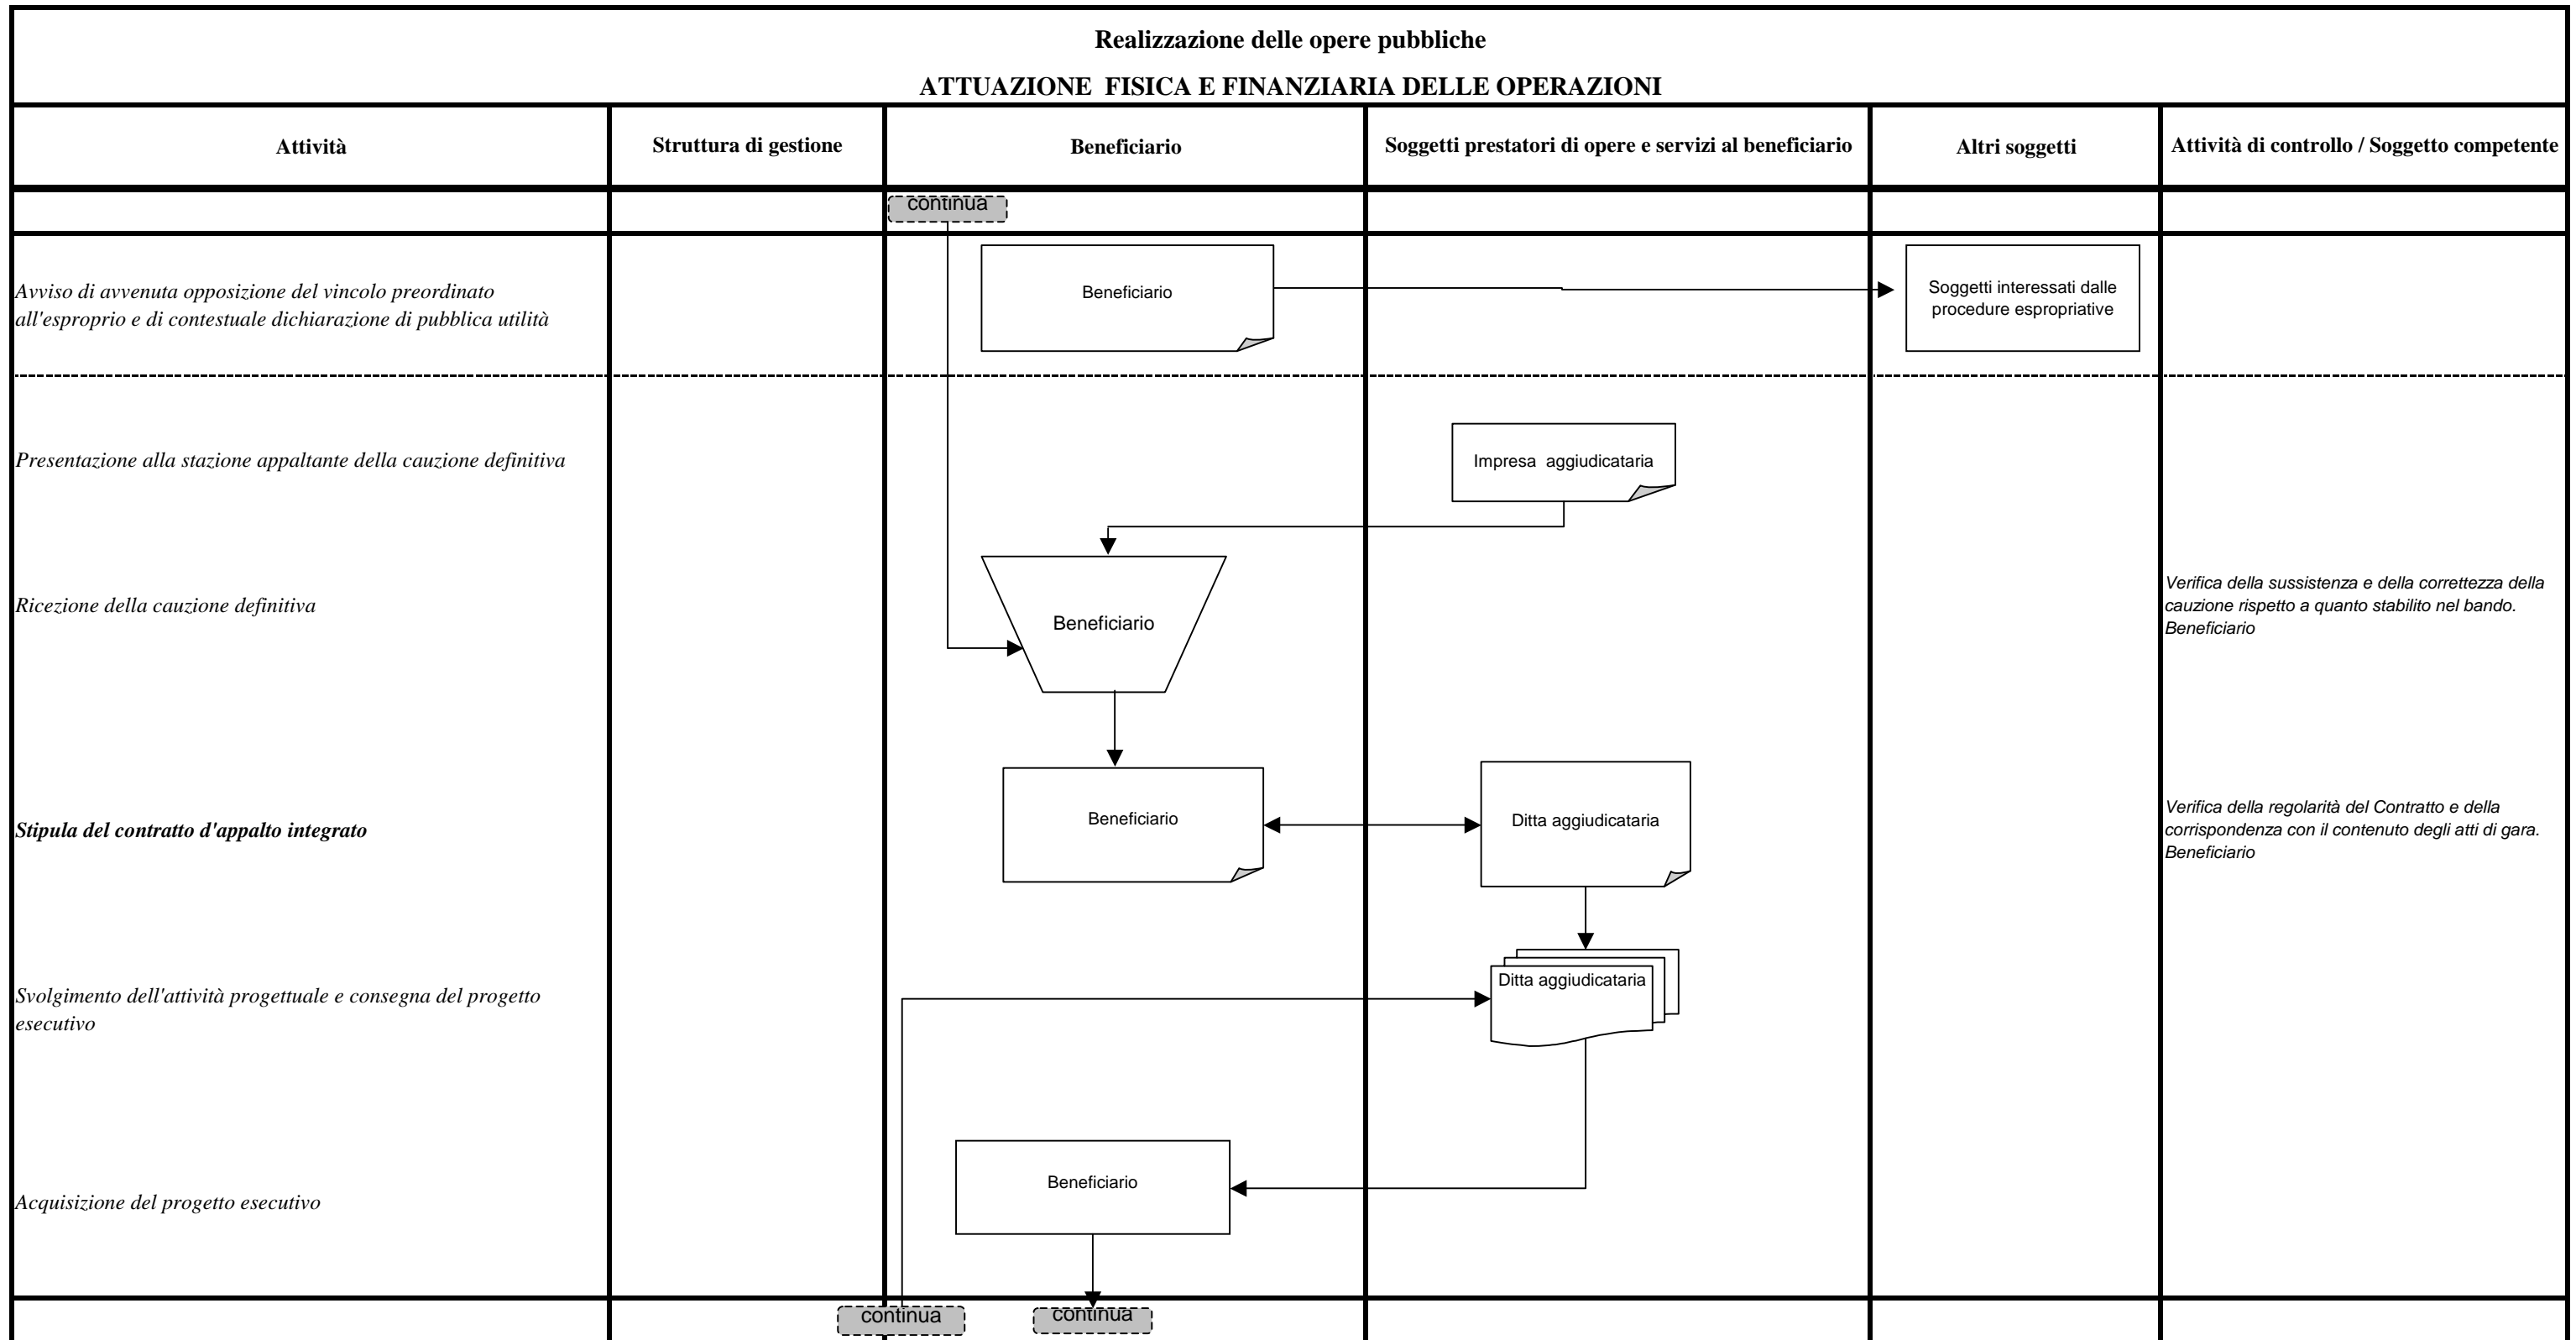 Realizzazione delle opere pubbliche
ATTUAZIONE FISICA E FINANZIARIA DELLE OPERAZIONI
Attività
Struttura di gestione
Beneficiario
Soggetti prestatori di opere e servizi al beneficiario
Altri soggetti
Attività di controllo / Soggetto competente
continua
Avviso di avvenuta opposizione del vincolo preordinato
all'esproprio e di contestuale dichiarazione di pubblica utilità
Beneficiario
Soggetti interessati dalle
procedure espropriative
Presentazione alla stazione appaltante della cauzione definitiva
Impresa aggiudicataria
Ricezione della cauzione definitiva
Beneficiario
Verifica della sussistenza e della correttezza della
cauzione rispetto a quanto stabilito nel bando.
Beneficiario
Stipula del contratto d'appalto integrato
Beneficiario
Ditta aggiudicataria
Verifica della regolarità del Contratto e della
corrispondenza con il contenuto degli atti di gara.
Beneficiario
Svolgimento dell'attività progettuale e consegna del progetto
esecutivo
Ditta aggiudicataria
Acquisizione del progetto esecutivo
Beneficiario
continua
continua